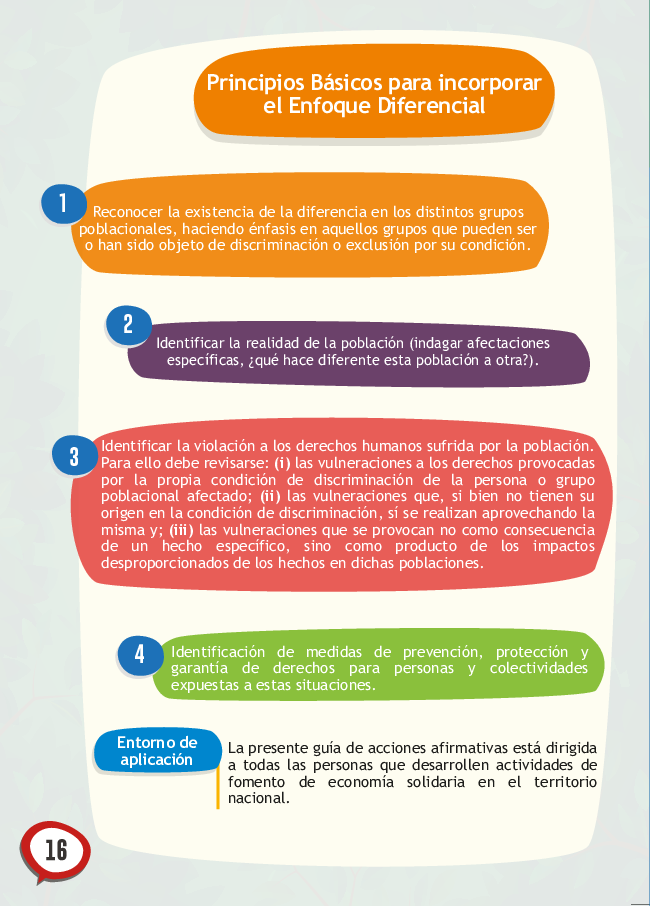 Principios Básicos para incorporar
el Enfoque Diferencial
1
Reconocer la existencia de la diferencia en los distintos grupos
poblacionales, haciendo énfasis en aquellos grupos que pueden ser
o han sido objeto de discriminación o exclusión por su condición.
2
Identificar la realidad de la población (indagar afectaciones
específicas, ¿qué hace diferente esta población a otra?).
3
Identificar la violación a los derechos humanos sufrida por la población.
Para ello debe revisarse: (i) las vulneraciones a los derechos provocadas
por la propia condición de discriminación de la persona o grupo
poblacional afectado; (ii) las vulneraciones que, si bien no tienen su
origen en la condición de discriminación, sí se realizan aprovechando la
misma y; (iii) las vulneraciones que se provocan no como consecuencia
de un hecho específico, sino como producto de los impactos
desproporcionados de los hechos en dichas poblaciones.
4
Identificación de medidas de prevención, protección y
garantía de derechos para personas y colectividades
expuestas a estas situaciones.
Entorno de
aplicación
La presente guía de acciones afirmativas está dirigida
a todas las personas que desarrollen actividades de
fomento de economía solidaria en el territorio
nacional.
16